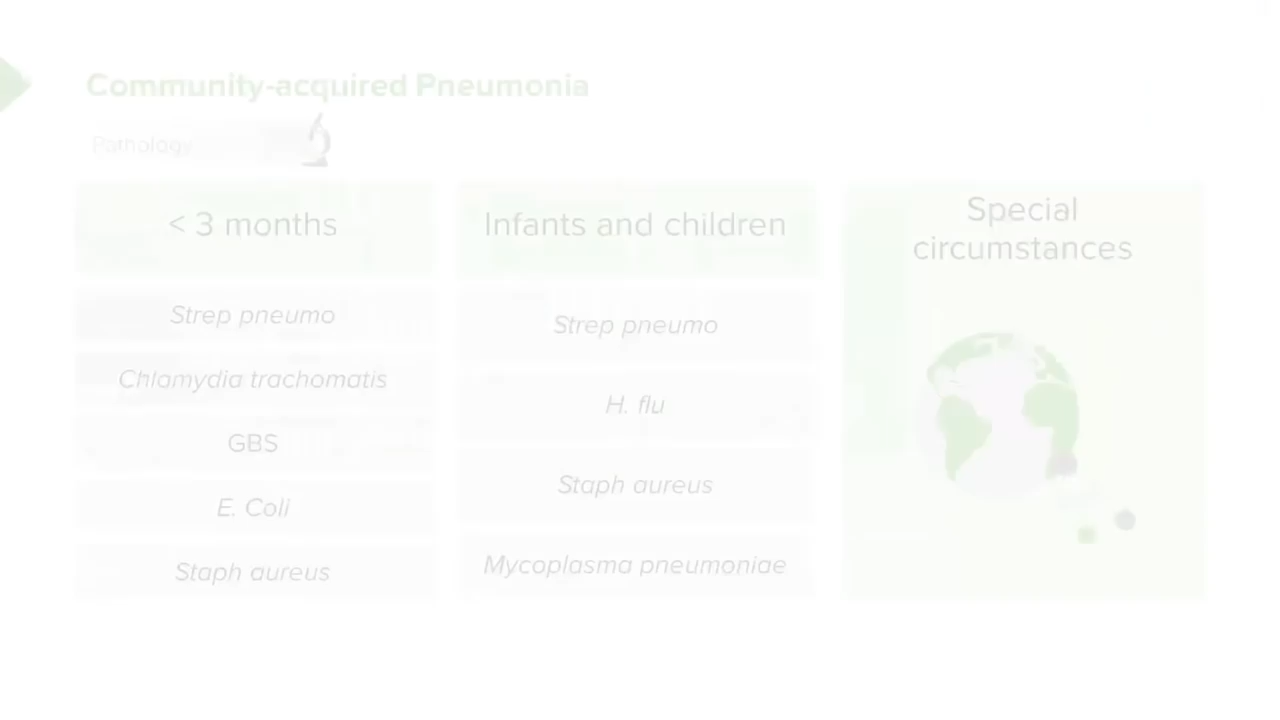 Community-acquired Pneumonia
Pathology
< 3 months
Strep pneumo
Chlamydia trachomatis
GBS
E. Coli
Staph aureus
Infants and children
Strep pneumo
H. flu
Staph aureus
Mycoplasma pneumoniae
Special
circumstances